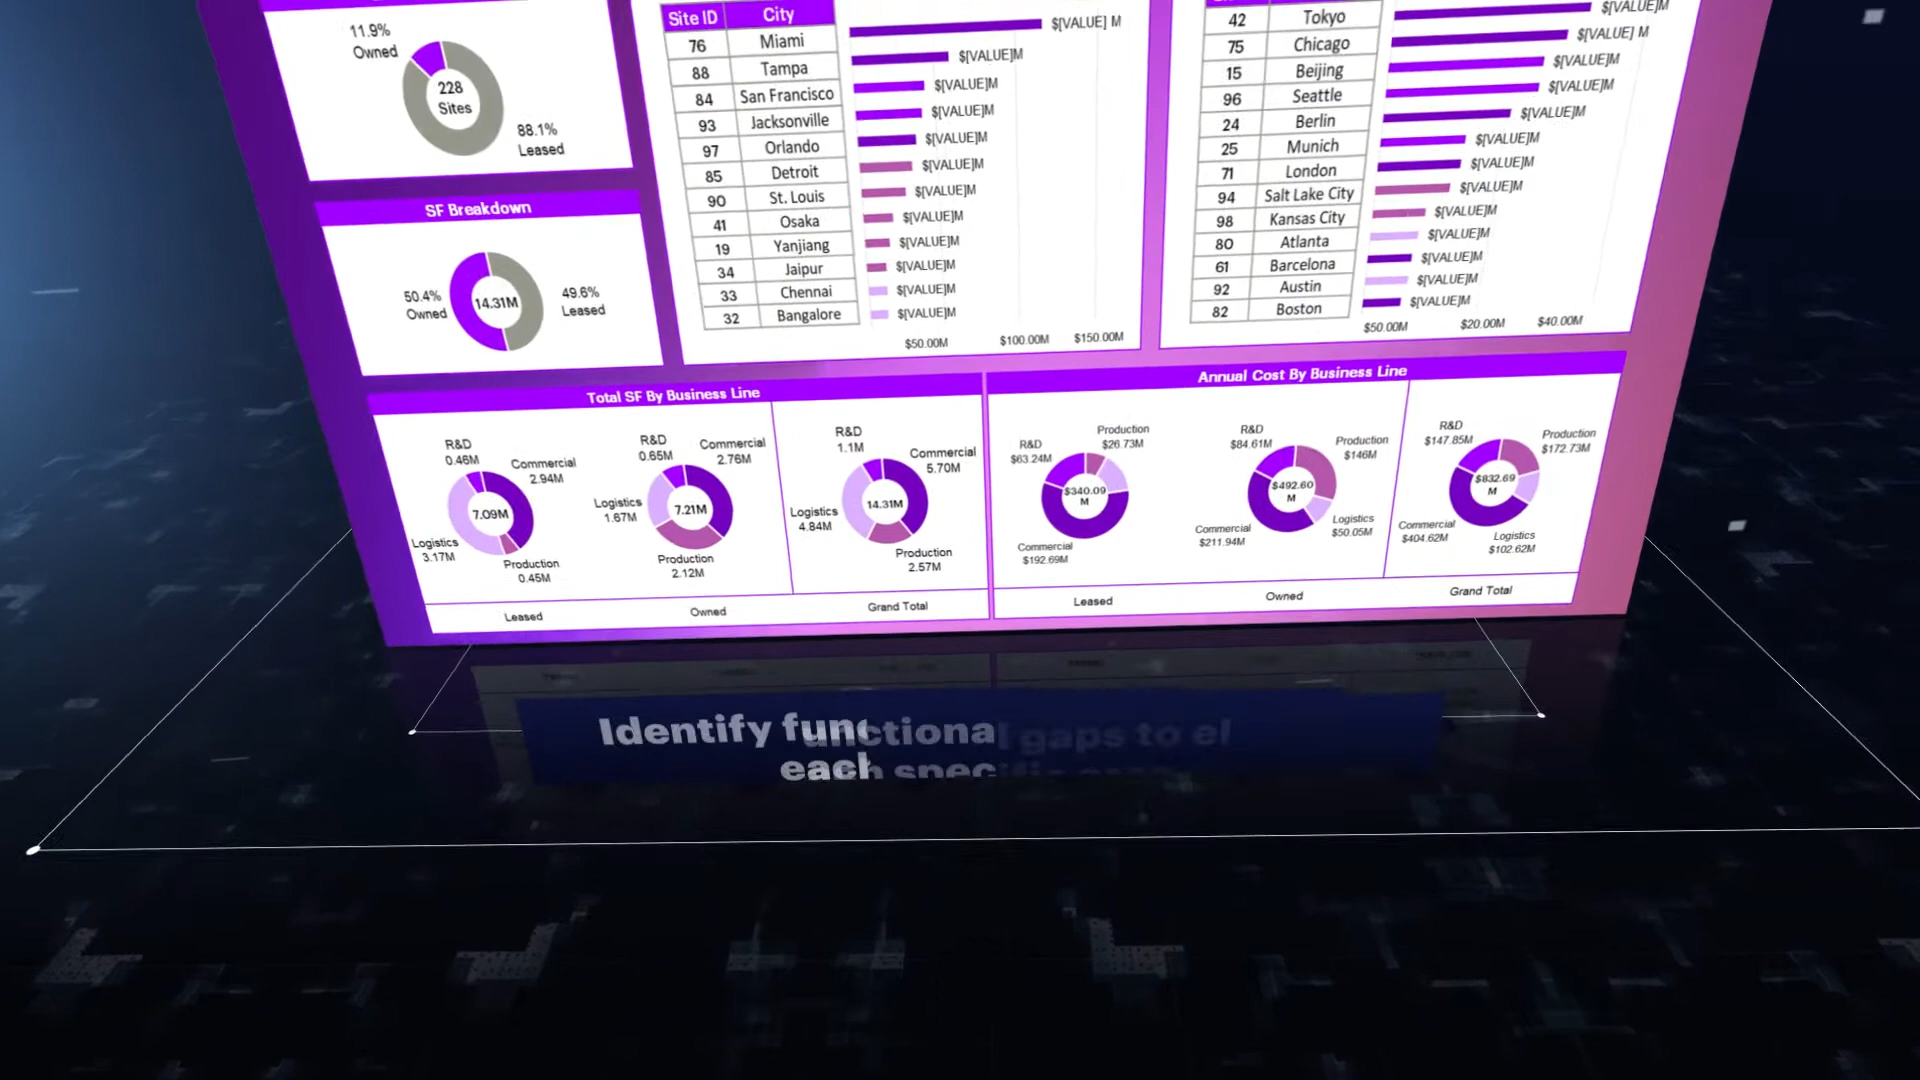 11.9%
Owned
228
Sites
88.1%
Leased
SF Breakdown
50.4%
Owned
14.31M
49.6%
Leased
Site ID City
76 Miami $[VALUE] M
88 Tampa $[VALUE]M
84 San Francisco $[VALUE]M
93 Jacksonville $[VALUE]M
97 Orlando $[VALUE]M
85 Detroit $[VALUE]M
90 St. Louis $[VALUE]M
41 Osaka $[VALUE]M
19 Yanjiang $[VALUE]M
34 Jaipur $[VALUE]M
33 Chennai $[VALUE]M
32 Bangalore $[VALUE]M
$50.00M $100.00M $150.00M
42 Tokyo $[VALUE]M
75 Chicago $[VALUE] M
15 Beijing $[VALUE]M
96 Seattle $[VALUE]M
24 Berlin $[VALUE]M
25 Munich $[VALUE]M
71 London $[VALUE]M
94 Salt Lake City $[VALUE]M
98 Kansas City $[VALUE]M
80 Atlanta $[VALUE]M
61 Barcelona $[VALUE]M
92 Austin $[VALUE]M
82 Boston $[VALUE]M
$50.00M $20.00M $40.00M
Total SF By Business Line
R&D
0.46M
Commercial
2.94M
7.09M
Logistics
3.17M
Production
0.45M
Leased
R&D
0.65M
Commercial
2.76M
Logistics
1.67M
7.21M
Production
2.12M
Owned
R&D
1.1M
Commercial
5.70M
Logistics
4.84M
14.31M
Production
2.57M
Grand Total
Annual Cost By Business Line
R&D
$63.24M
Production
$26.73M
$340.09
M
Commercial
$192.69M
Leased
R&D
$84.61M
Production
$146M
$492.60
M
Commercial
$211.94M
Logistics
$50.05M
Owned
R&D
$147.85M
Production
$172.73M
$832.69
M
Commercial
$404.62M
Logistics
$102.62M
Grand Total
Identify functional gaps to el
each